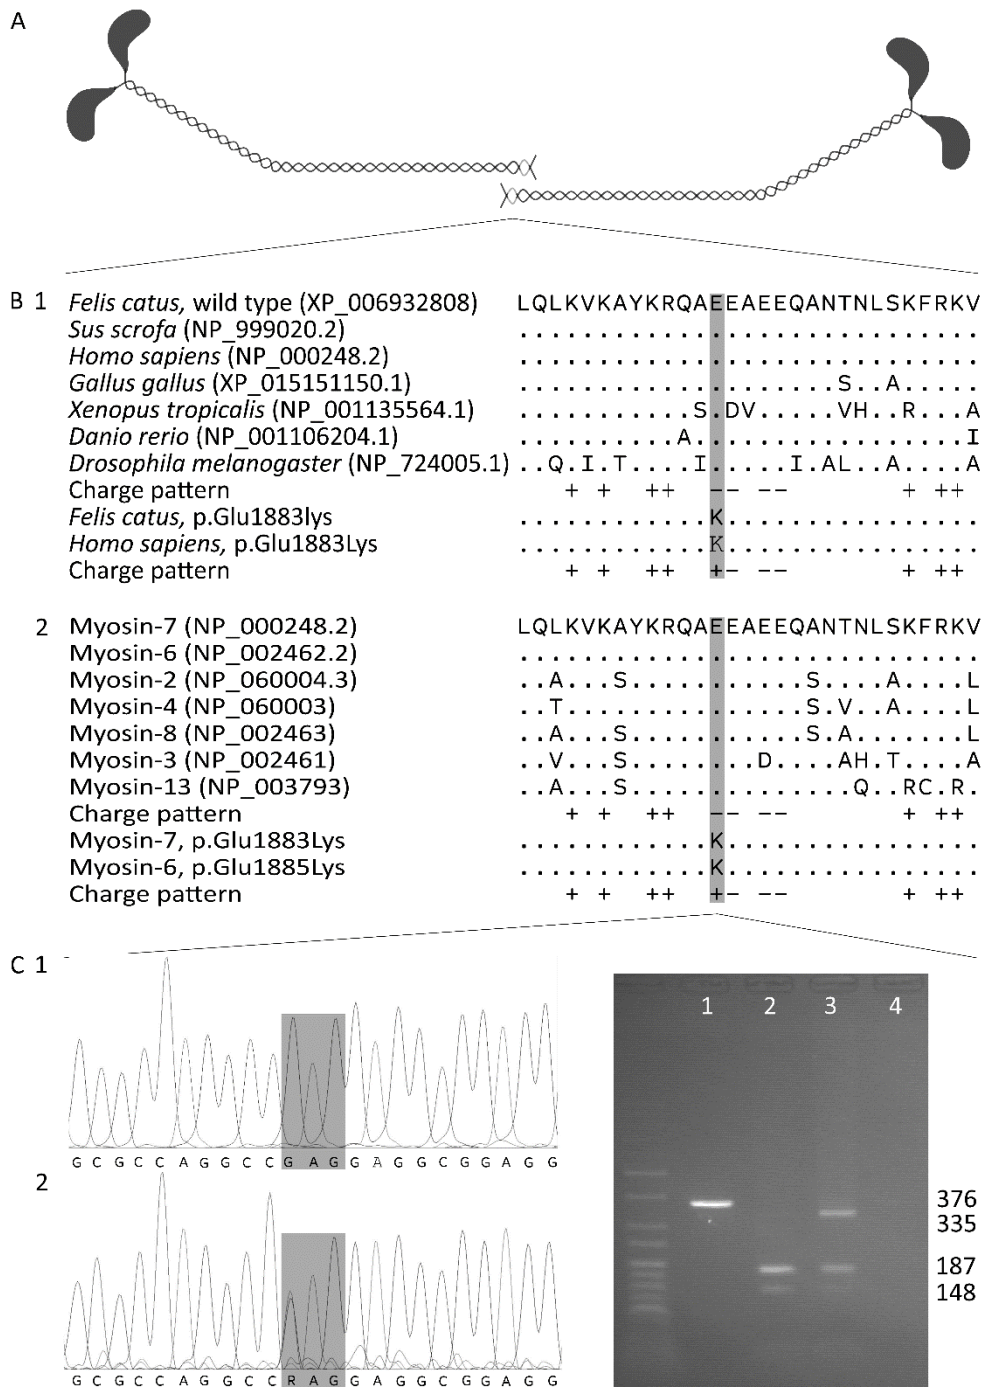 A
B 1 Felis catus, wild type (XP_006932808) LQLKVKAYKRQAEEAEEQANTNLSKFRKV
Sus scrofa (NP_999020.2) .............................
Homo sapiens (NP_000248.2) .............................
Gallus gallus (XP_015151150.1) ....................S..A.....
Xenopus tropicalis (NP_001135564.1) ...........S.DV.....VH..R...A
Danio rerio (NP_001106204.1) ..........A.................I
Drosophila melanogaster (NP_724005.1) ..Q.I.T....I.....I.AL..A....A
Charge pattern + + ++ −− −− + ++
Felis catus, p.Glu1883lys ............K................
Homo sapiens, p.Glu1883Lys ............K................
Charge pattern + + ++ +− −− + ++
2 Myosin-7 (NP_000248.2) LQLKVKAYKRQAEEAEEQANTNLSKFRKV
Myosin-6 (NP_002462.2) .............................
Myosin-2 (NP_060004.3) ..A...S...........S....A....L
Myosin-4 (NP_060003) ..T...............S.V..A....L
Myosin-8 (NP_002463) ..A...S...........S.A.......L
Myosin-3 (NP_002461) ..V...S........D....AH.T....A
Myosin-13 (NP_003793) ..A...S..............Q..RC.R.
Charge pattern + + ++ −− −− + ++
Myosin-7, p.Glu1883Lys ............K................
Myosin-6, p.Glu1885Lys ............K................
Charge pattern + + ++ +− −− + ++
C 1
G C G C C A G G C C G A G G A G G C G G A G G
2
G C G C C A G G C C R A G G A G G C G G A G G
1 2 3 4
376
335
187
148